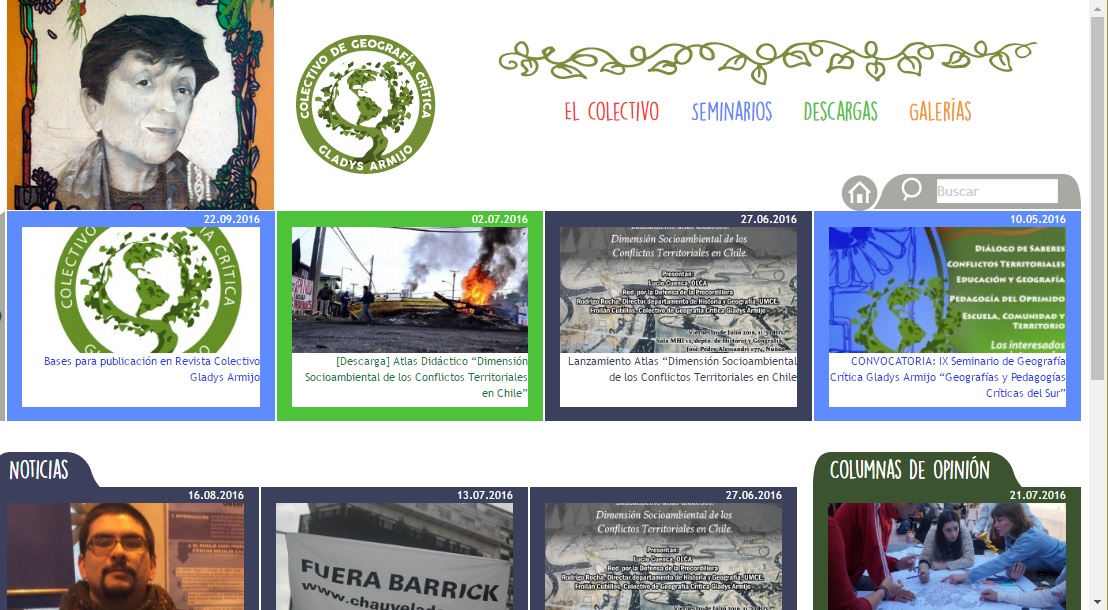 COLECTIVO DE GEOGRAFÍA CRÍTICA
GLADYS ARMIJO
EL COLECTIVO
SEMINARIOS
DESCARGAS
GALERÍAS
Buscar
22.09.2016
Bases para publicación en Revista Colectivo
Gladys Armijo
02.07.2016
[Descarga] Atlas Didáctico “Dimensión
Socioambiental de los Conflictos Territoriales
en Chile”
27.06.2016
Dimensión Socioambiental de los
Conflictos Territoriales en Chile.
Presentan:
Lucio Cuenca, OLCA
Red por la Defensa de la Precordillera
Rodrigo Rocha, Director departamento de Historia y Geografía, UMCE.
Froilán Cubillos, Colectivo de Geografía Crítica Gladys Armijo
Lanzamiento Atlas “Dimensión Socioambiental
de los Conflictos Territoriales en Chile
10.05.2016
DIÁLOGO DE SABERES
CONFLICTOS TERRITORIALES
EDUCACIÓN Y GEOGRAFÍA
PEDAGOGÍA DEL OPRIMIDO
ESCUELA, COMUNIDAD Y
TERRITORIO
Los interesados
CONVOCATORIA: IX Seminario de Geografía
Crítica Gladys Armijo “Geografías y Pedagogías
Críticas del Sur”
NOTICIAS
16.08.2016
13.07.2016
FUERA BARRICK
27.06.2016
Dimensión Socioambiental de los
Conflictos Territoriales en Chile.
Presentan:
Lucio Cuenca, OLCA
Red por la Defensa de la Precordillera
Rodrigo Rocha, Director departamento de Historia y Geografía, UMCE.
Froilán Cubillos, Colectivo de Geografía Crítica Gladys Armijo
COLUMNAS DE OPINIÓN
21.07.2016